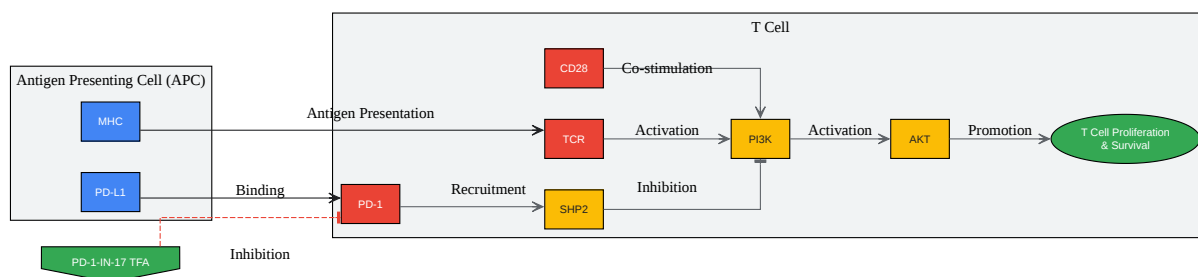 T Cell
Antigen Presenting Cell (APC)
CD28
Co-stimulation
MHC
Antigen Presentation
TCR
Activation
PI3K
Activation
AKT
Promotion
T Cell Proliferation
& Survival
PD-L1
Binding
PD-1
Recruitment
SHP2
Inhibition
PD-1-IN-17 TFA
Inhibition